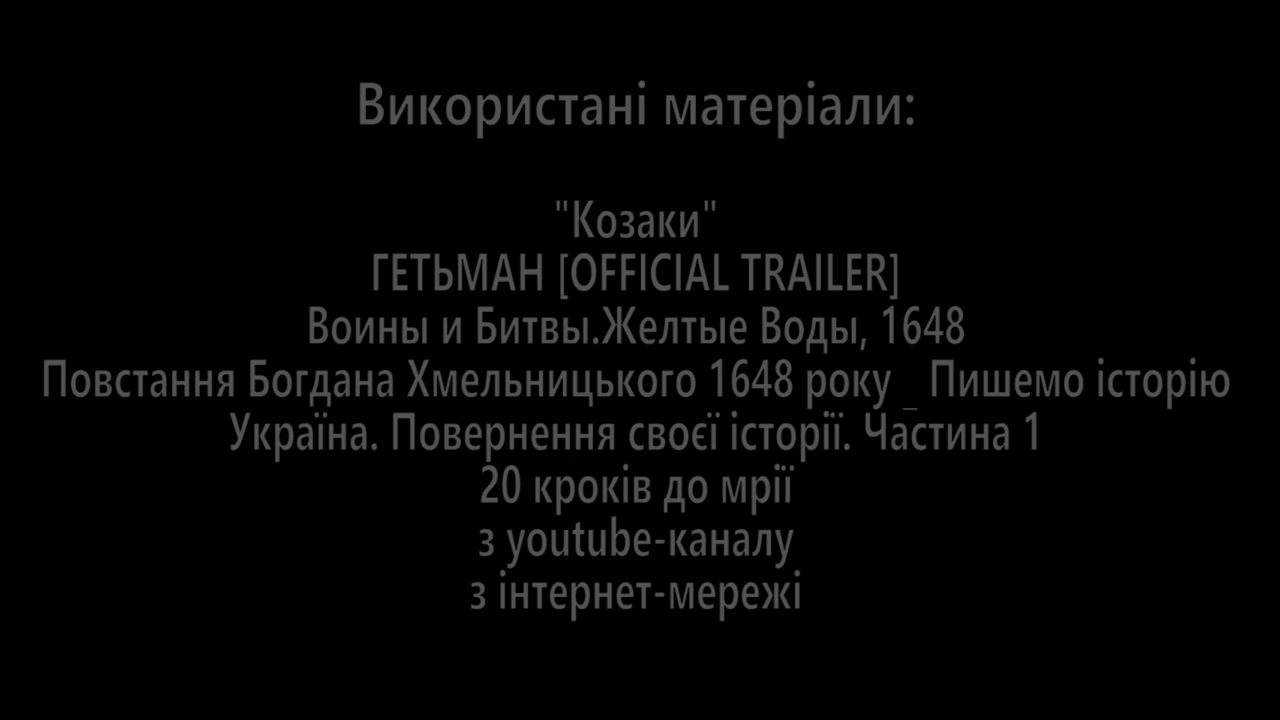 Використані матеріали:
"Козаки"
ГЕТЬМАН [OFFICIAL TRAILER]
Воины и Битвы.Желтые Воды, 1648
Повстання Богдана Хмельницького 1648 року _ Пишемо історію
Україна. Повернення своєї історії. Частина 1
20 кроків до мрії
з youtube-каналу
з інтернет-мережі